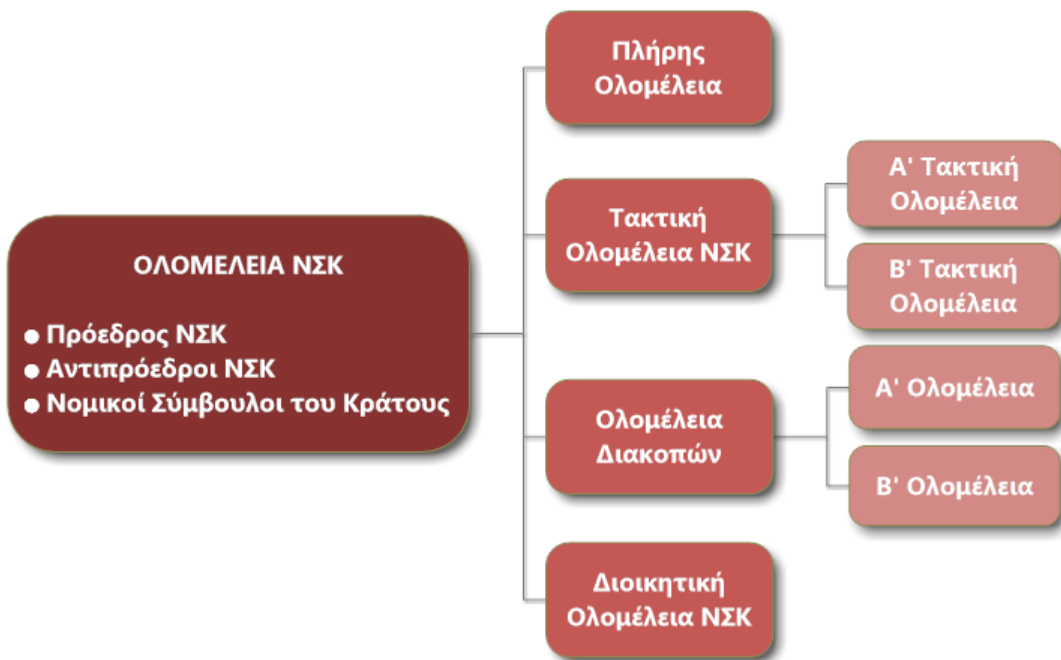 ΟΛΟΜΕΛΕΙΑ ΝΣΚ
● Πρόεδρος ΝΣΚ
● Αντιπρόεδροι ΝΣΚ
● Νομικοί Σύμβουλοι του Κράτους
Πλήρης
Ολομέλεια
Τακτική
Ολομέλεια ΝΣΚ
Α' Τακτική
Ολομέλεια
Β' Τακτική
Ολομέλεια
Ολομέλεια
Διακοπών
Α' Ολομέλεια
Β' Ολομέλεια
Διοικητική
Ολομέλεια ΝΣΚ